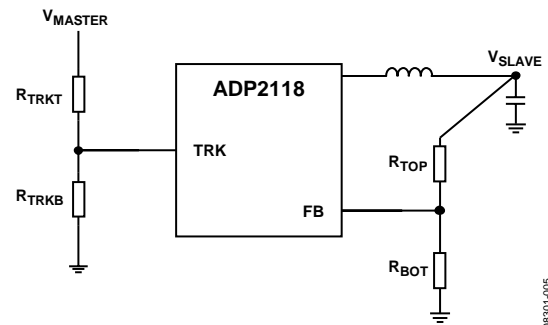 VMASTER
VSLAVE
RTRKT
ADP2118
TRK
RTOP
RTRKB
FB
RBOT